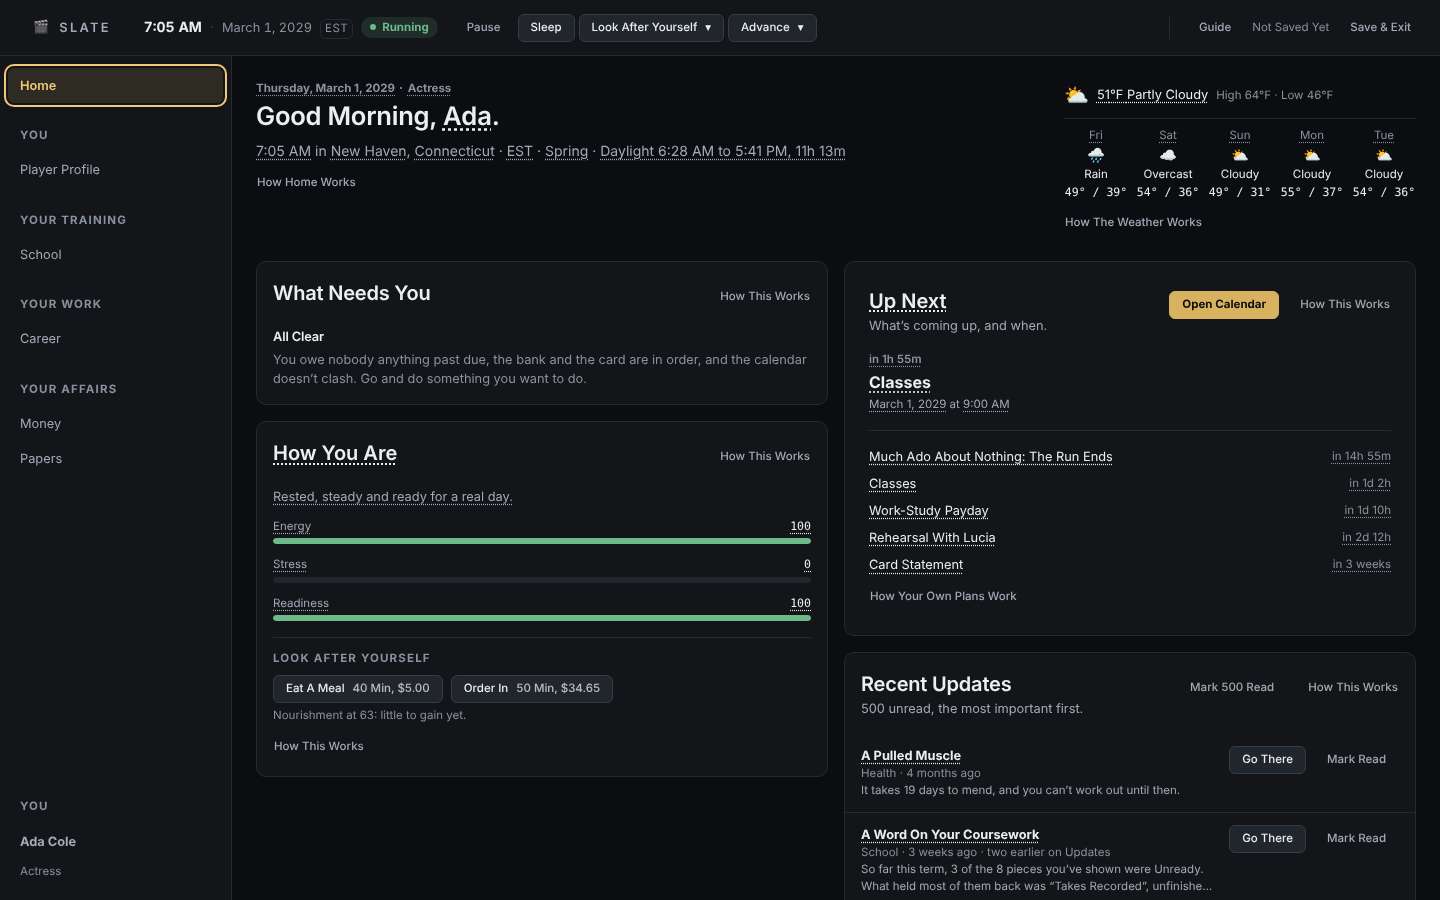 SLATE
7:05 AM · March 1, 2029 EST Running
Pause
Sleep
Look After Yourself
Advance
Guide
Not Saved Yet
Save & Exit
Home
YOU
Player Profile
YOUR TRAINING
School
YOUR WORK
Career
YOUR AFFAIRS
Money
Papers
YOU
Ada Cole
Actress
Thursday, March 1, 2029 · Actress
Good Morning, Ada.
7:05 AM in New Haven, Connecticut · EST · Spring · Daylight 6:28 AM to 5:41 PM, 11h 13m
How Home Works
51°F Partly Cloudy High 64°F · Low 46°F
Fri Sat Sun Mon Tue
Rain Overcast Cloudy Cloudy Cloudy
49° / 39° 54° / 36° 49° / 31° 55° / 37° 54° / 36°
How The Weather Works
What Needs You
How This Works
All Clear
You owe nobody anything past due, the bank and the card are in order, and the calendar
doesn't clash. Go and do something you want to do.
How You Are
How This Works
Rested, steady and ready for a real day.
Energy 100
Stress 0
Readiness 100
LOOK AFTER YOURSELF
Eat A Meal 40 Min, $5.00
Order In 50 Min, $34.65
Nourishment at 63: little to gain yet.
How This Works
Up Next
Open Calendar
How This Works
What's coming up, and when.
in 1h 55m
Classes
March 1, 2029 at 9:00 AM
Much Ado About Nothing: The Run Ends in 14h 55m
Classes in 1d 2h
Work-Study Payday in 1d 10h
Rehearsal With Lucia in 2d 12h
Card Statement in 3 weeks
How Your Own Plans Work
Recent Updates
Mark 500 Read
How This Works
500 unread, the most important first.
A Pulled Muscle
Go There
Mark Read
Health · 4 months ago
It takes 19 days to mend, and you can't work out until then.
A Word On Your Coursework
Go There
Mark Read
School · 3 weeks ago · two earlier on Updates
So far this term, 3 of the 8 pieces you've shown were Unready.
What held most of them back was “Takes Recorded”, unfinishe…